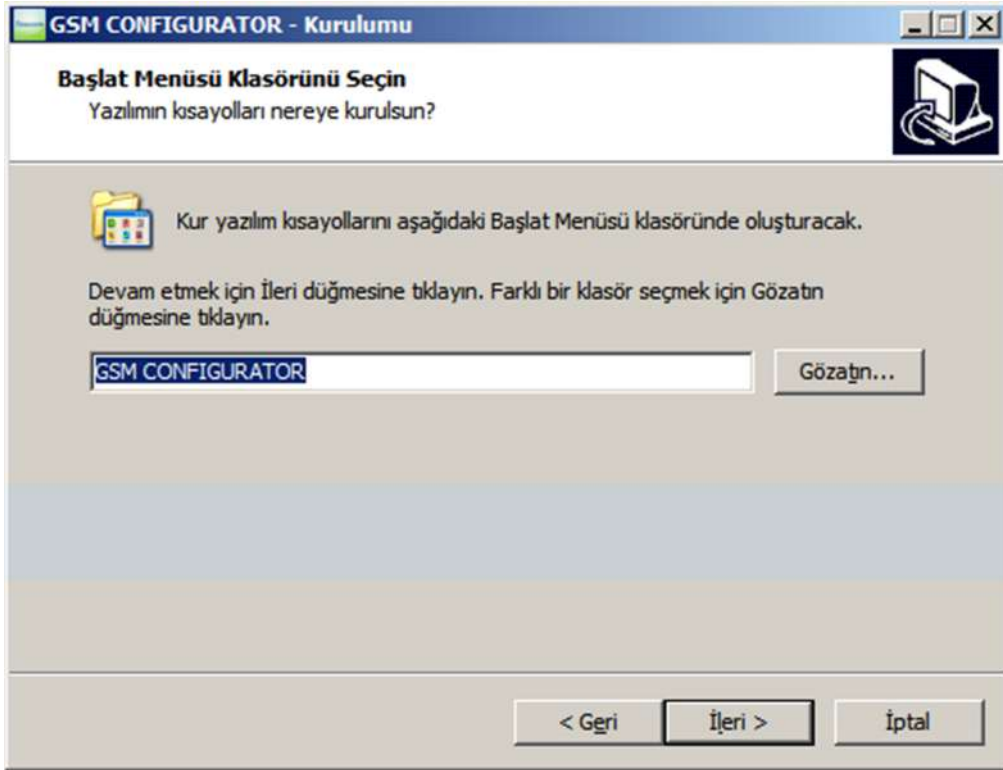 GSM CONFIGURATOR - Kurulumu
Başlat Menüsü Klasörünü Seçin
Yazılımın kısayolları nereye kurulsun?
Kur yazılım kısayollarını aşağıdaki Başlat Menüsü klasöründe oluşturacak.
Devam etmek için İleri düğmesine tıklayın. Farklı bir klasör seçmek için Gözatın
düğmesine tıklayın.
GSM CONFIGURATOR
Gözatın...
< Geri
İleri >
İptal